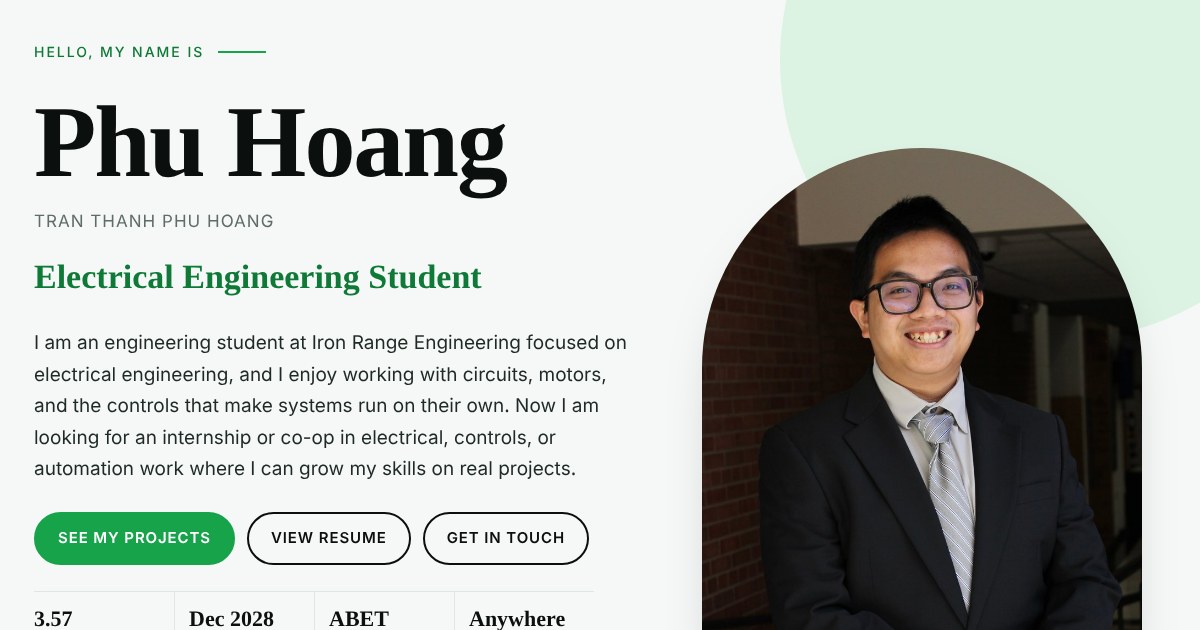 HELLO, MY NAME IS
Phu Hoang
TRAN THANH PHU HOANG
Electrical Engineering Student
I am an engineering student at Iron Range Engineering focused on
electrical engineering, and I enjoy working with circuits, motors,
and the controls that make systems run on their own. Now I am
looking for an internship or co-op in electrical, controls, or
automation work where I can grow my skills on real projects.
SEE MY PROJECTS
VIEW RESUME
GET IN TOUCH
3.57
Dec 2028
ABET
Anywhere